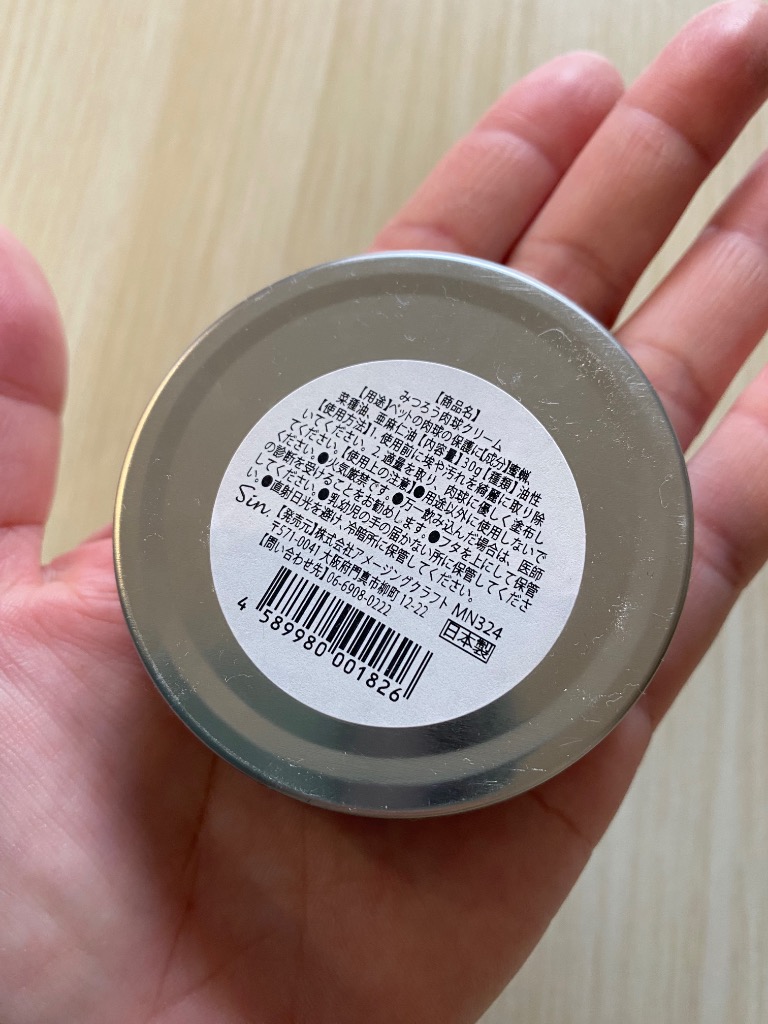 【商品名】
みつろう肉球クリーム
【用途】ペットの肉球の保護に【成分】蜜蝋、
菜種油、亜麻仁油【内容量】30g【種類】油性
【使用方法】1.使用前に埃や汚れを綺麗に取り除
いてください。2.適量を取り、肉球に優しく塗布し
てください。【使用上の注意】●用途以外に使用しないで
ください。●火気厳禁です。●万一飲み込んだ場合は、医師
の診断を受けることをお勧めします。●フタを上にして保管
してください。●乳幼児の手の届かない所に保管してくださ
い。●直射日光を避け、冷暗所に保管してください。
Sin 【発売元】株式会社アメージングクラフト MN324
〒571-0041 大阪府門真市柳町 12-22
【問い合わせ先】06-6908-0222
日本製
4 589980 001826